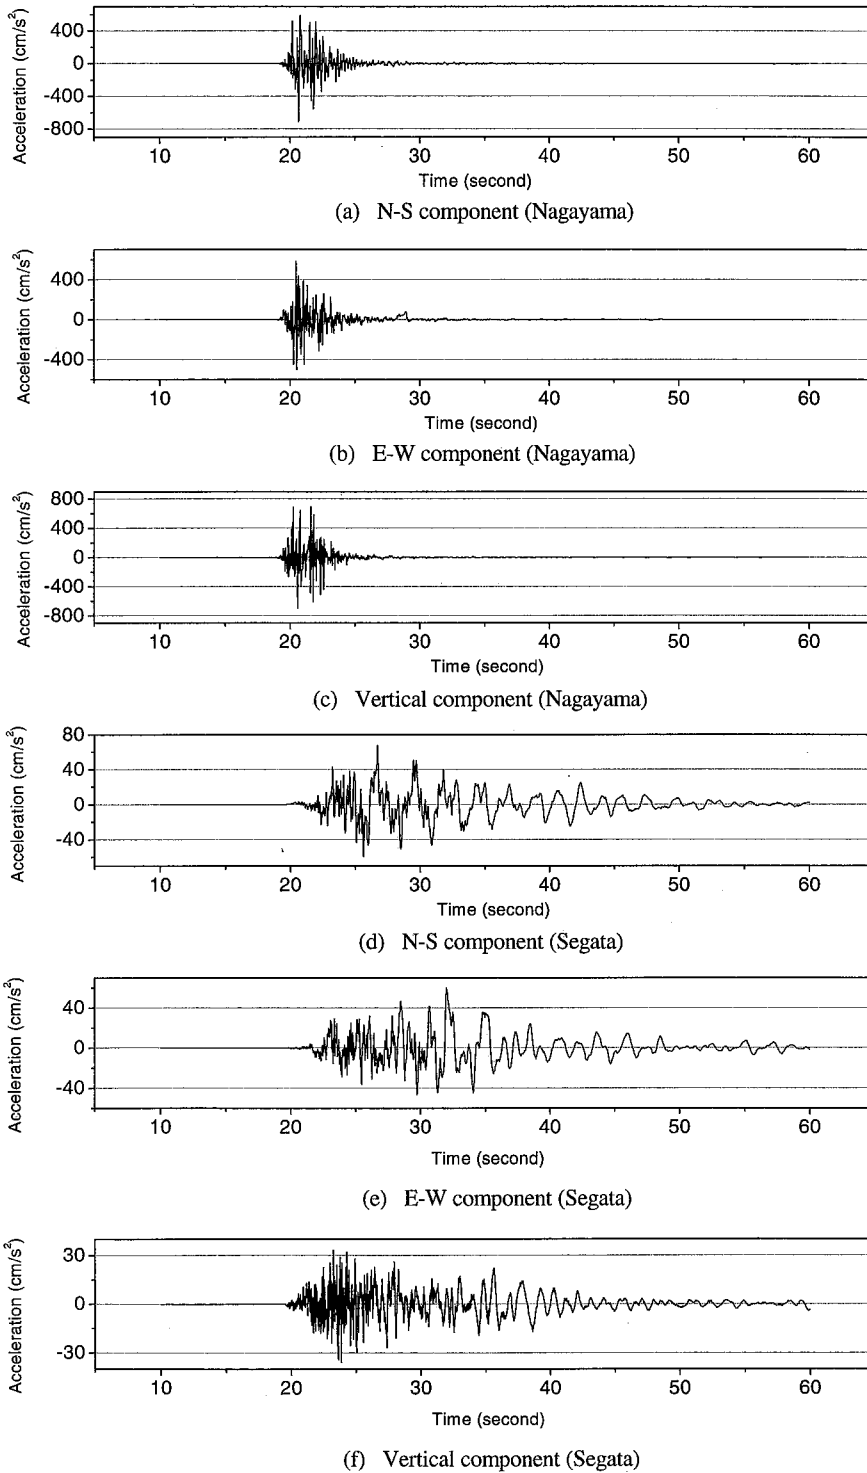 Acceleration (cm/s²)
400
0
-400
-800
10 20 30 40 50 60
Time (second)
(a) N-S component (Nagayama)
Acceleration (cm/s²)
400
0
-400
10 20 30 40 50 60
Time (second)
(b) E-W component (Nagayama)
Acceleration (cm/s²)
800
400
0
-400
-800
10 20 30 40 50 60
Time (second)
(c) Vertical component (Nagayama)
Acceleration (cm/s²)
80
40
0
-40
10 20 30 40 50 60
Time (second)
(d) N-S component (Segata)
Acceleration (cm/s²)
40
0
-40
10 20 30 40 50 60
Time (second)
(e) E-W component (Segata)
Acceleration (cm/s²)
30
0
-30
10 20 30 40 50 60
Time (second)
(f) Vertical component (Segata)